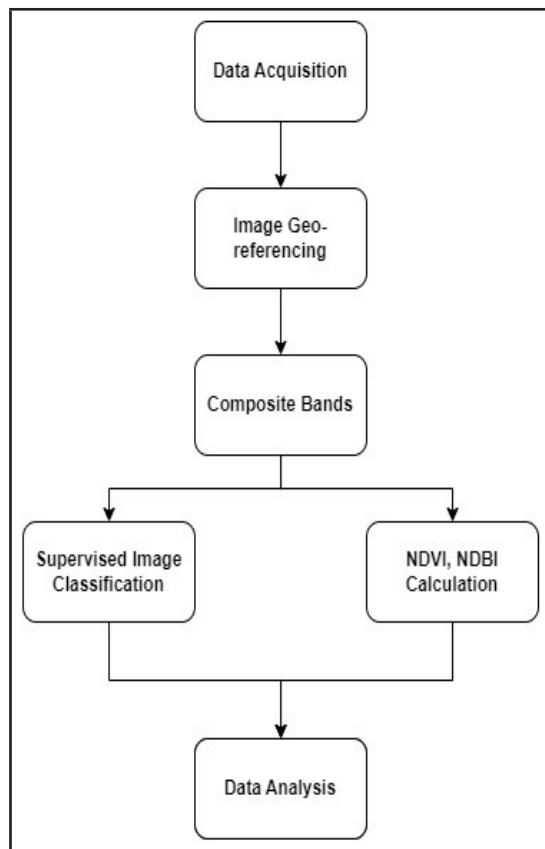 Data Acquisition
Image Geo-
referencing
Composite Bands
Supervised Image
Classification
NDVI, NDBI
Calculation
Data Analysis